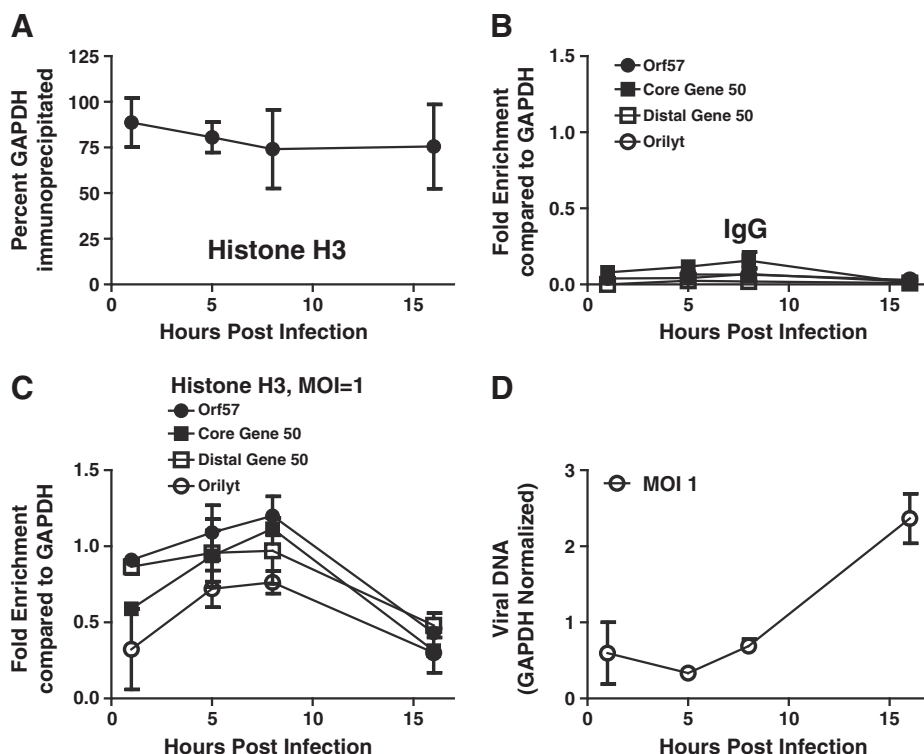 A
Percent GAPDH
immunoprecipitated
125
100
75
50
25
0
Histone H3
0 5 10 15
Hours Post Infection
B
Fold Enrichment
compared to GAPDH
1.5
1.0
0.5
0.0
Orf57
Core Gene 50
Distal Gene 50
Orilyt
IgG
0 5 10 15
Hours Post Infection
C
Histone H3, MOI=1
Orf57
Core Gene 50
Distal Gene 50
Orilyt
Fold Enrichment
compared to GAPDH
1.5
1.0
0.5
0.0
0 5 10 15
Hours Post Infection
D
Viral DNA
(GAPDH Normalized)
3
2
1
0
MOI 1
0 5 10 15
Hours Post Infection